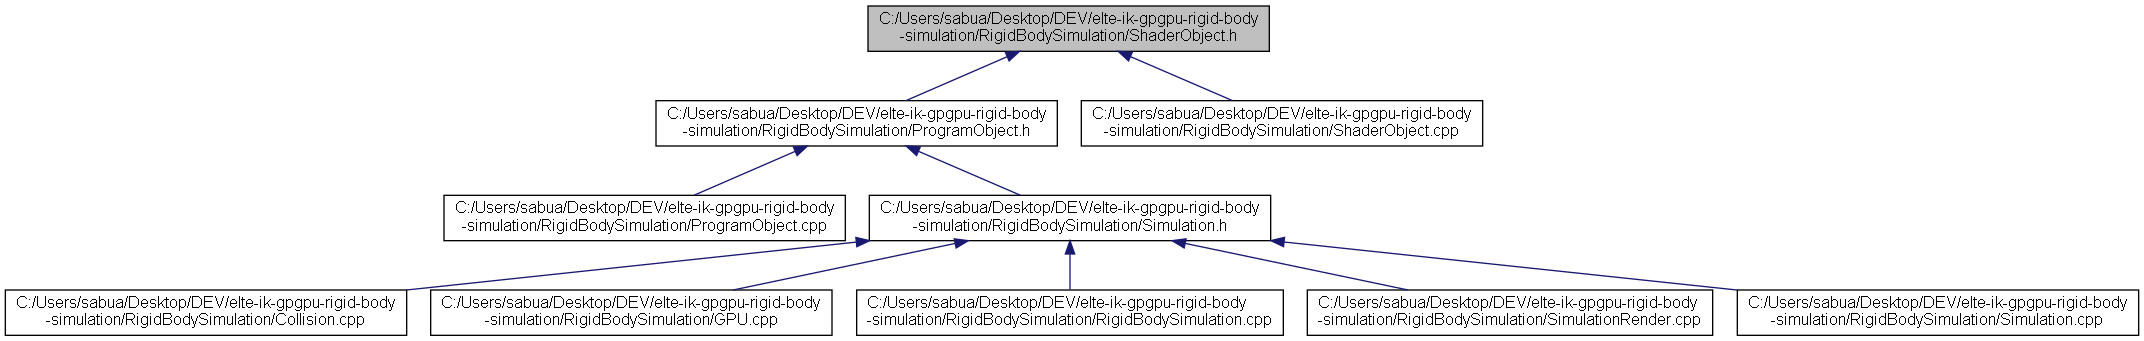 C:/Users/sabua/Desktop/DEV/elte-ik-gpgpu-rigid-body
-simulation/RigidBodySimulation/ShaderObject.h
C:/Users/sabua/Desktop/DEV/elte-ik-gpgpu-rigid-body
-simulation/RigidBodySimulation/ProgramObject.h
C:/Users/sabua/Desktop/DEV/elte-ik-gpgpu-rigid-body
-simulation/RigidBodySimulation/ShaderObject.cpp
C:/Users/sabua/Desktop/DEV/elte-ik-gpgpu-rigid-body
-simulation/RigidBodySimulation/ProgramObject.cpp
C:/Users/sabua/Desktop/DEV/elte-ik-gpgpu-rigid-body
-simulation/RigidBodySimulation/Simulation.h
C:/Users/sabua/Desktop/DEV/elte-ik-gpgpu-rigid-body
-simulation/RigidBodySimulation/Collision.cpp
C:/Users/sabua/Desktop/DEV/elte-ik-gpgpu-rigid-body
-simulation/RigidBodySimulation/GPU.cpp
C:/Users/sabua/Desktop/DEV/elte-ik-gpgpu-rigid-body
-simulation/RigidBodySimulation/RigidBodySimulation.cpp
C:/Users/sabua/Desktop/DEV/elte-ik-gpgpu-rigid-body
-simulation/RigidBodySimulation/SimulationRender.cpp
C:/Users/sabua/Desktop/DEV/elte-ik-gpgpu-rigid-body
-simulation/RigidBodySimulation/Simulation.cpp